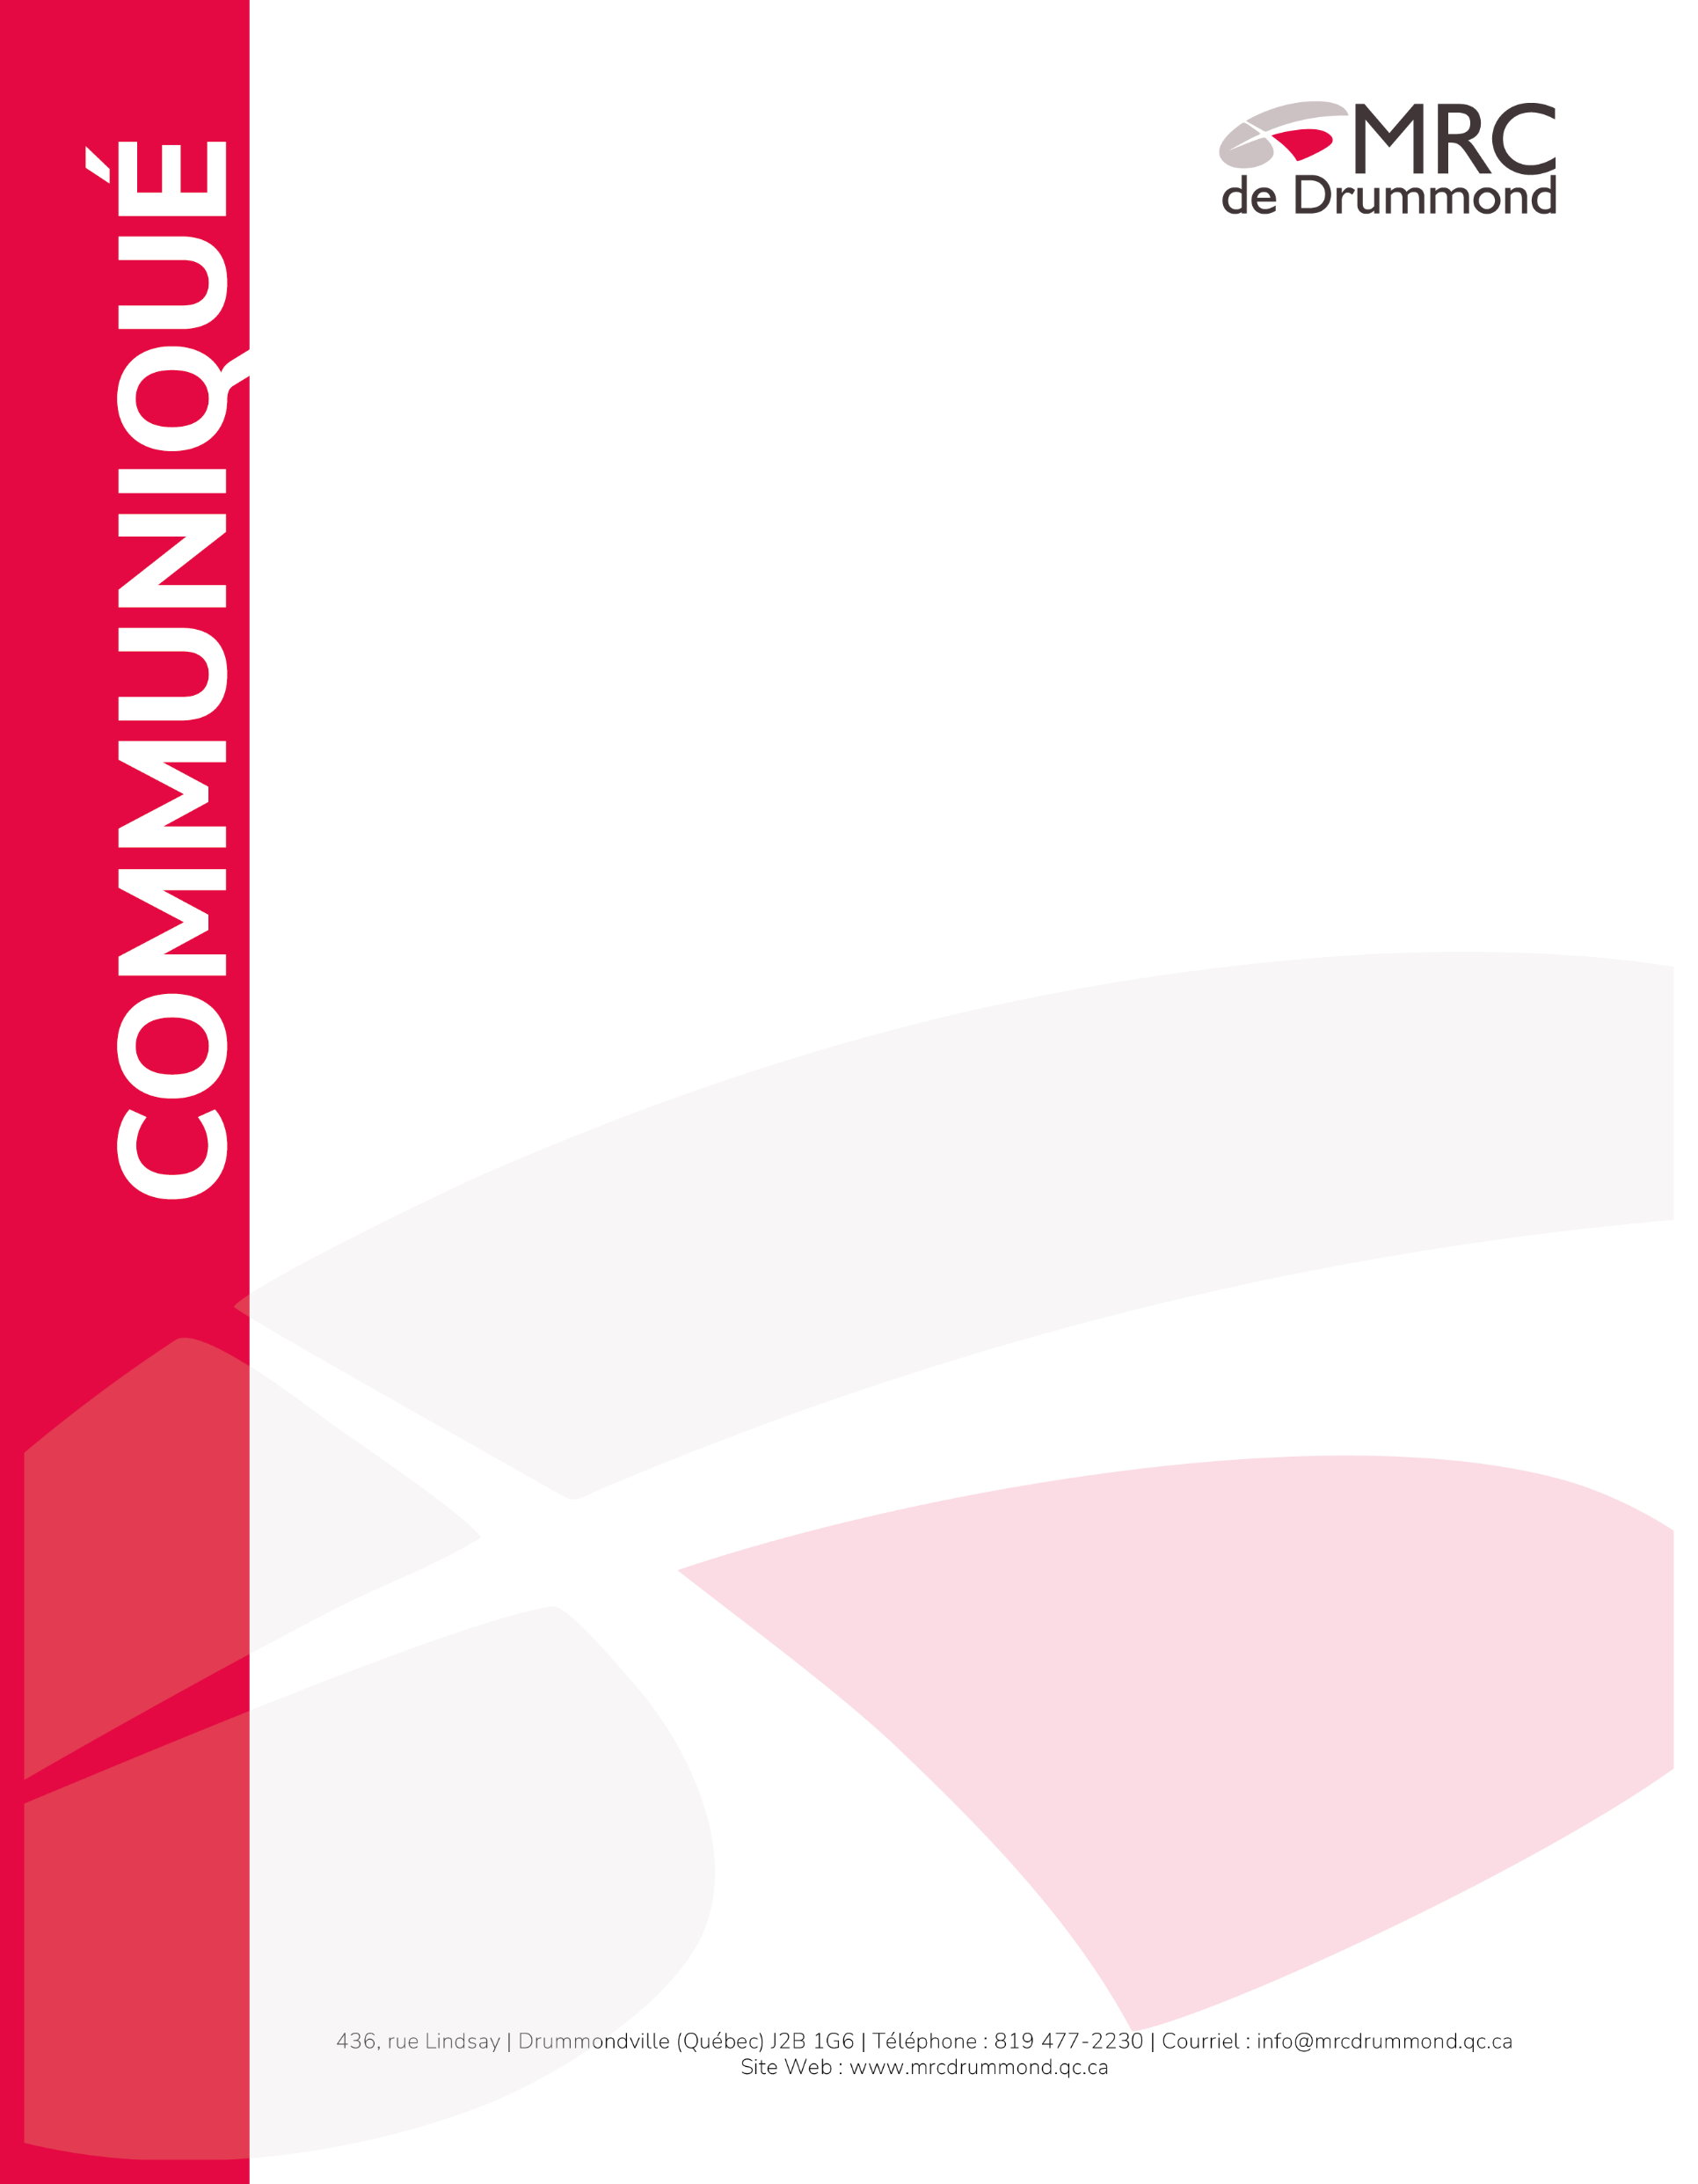 COMMUNIQUÉ
MRC
de Drummond
436, rue Lindsay | Drummondville (Québec) J2B 1G6 | Téléphone : 819 477-2230 | Courriel : info@mrcdrummond.qc.ca
Site Web : www.mrcdrummond.qc.ca